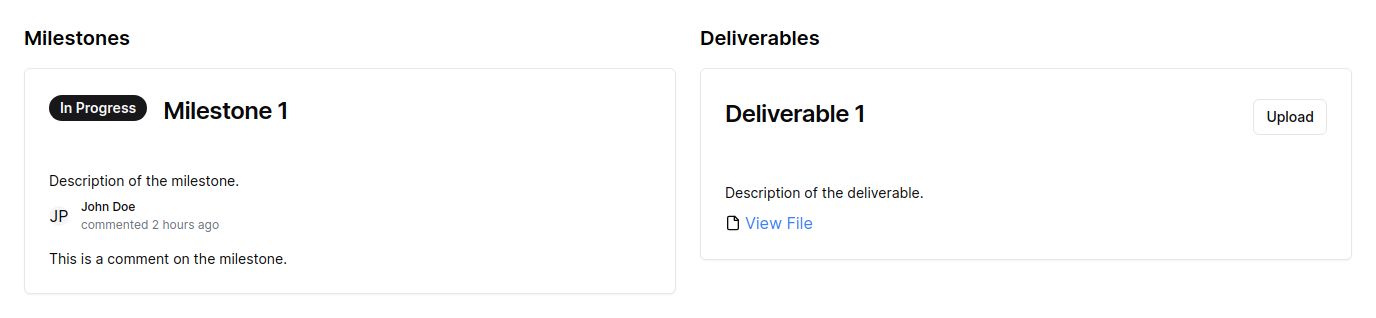 Milestones
In Progress
Milestone 1
Description of the milestone.
JP
John Doe
commented 2 hours ago
This is a comment on the milestone.
Deliverables
Deliverable 1
Upload
Description of the deliverable.
View File